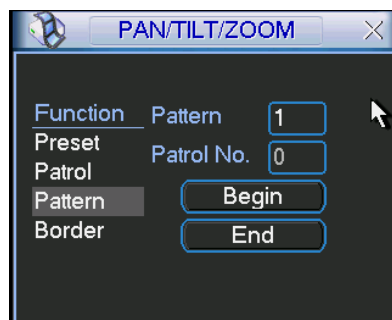 PAN/TILT/ZOOM
Function
Preset
Patrol
Pattern
Border
Pattern 1
Patrol No. 0
Begin
End